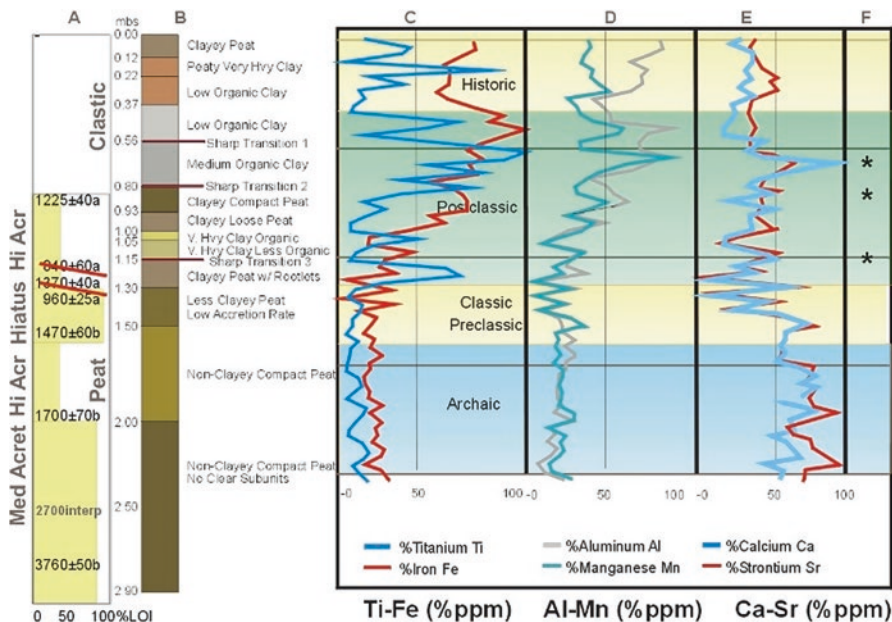 A
B
C
D
E
F
mbs
0.00
0.12
0.22
0.37
0.56
0.80
0.93
1.00
1.05
1.15
1.30
1.50
2.00
2.50
2.90
Clastic
Peat
Hi Acr
Hiatus
Hi Acr
Med Acret
1225±40a
840±60a
1370±40a
960±25a
1470±60b
1700±70b
2700interp
3760±50b
0 50 100%LOI
Clayey Peat
Peaty Very Hvy Clay
Low Organic Clay
Low Organic Clay
Sharp Transition 1
Medium Organic Clay
Sharp Transition 2
Clayey Compact Peat
Clayey Loose Peat
V. Hvy Clay Organic
V. Hvy Clay Less Organic
Sharp Transition 3
Clayey Peat w/ Rootlets
Less Clayey Peat
Low Accretion Rate
Non-Clayey Compact Peat
Non-Clayey Compact Peat
No Clear Subunits
Historic
Postclassic
Classic
Preclassic
Archaic
*
*
*
-0 50 100
-0 50 100
-0 50 100
%Titanium Ti
%Iron Fe
%Aluminum Al
%Manganese Mn
%Calcium Ca
%Strontium Sr
Ti-Fe (%ppm)
Al-Mn (%ppm)
Ca-Sr (%ppm)